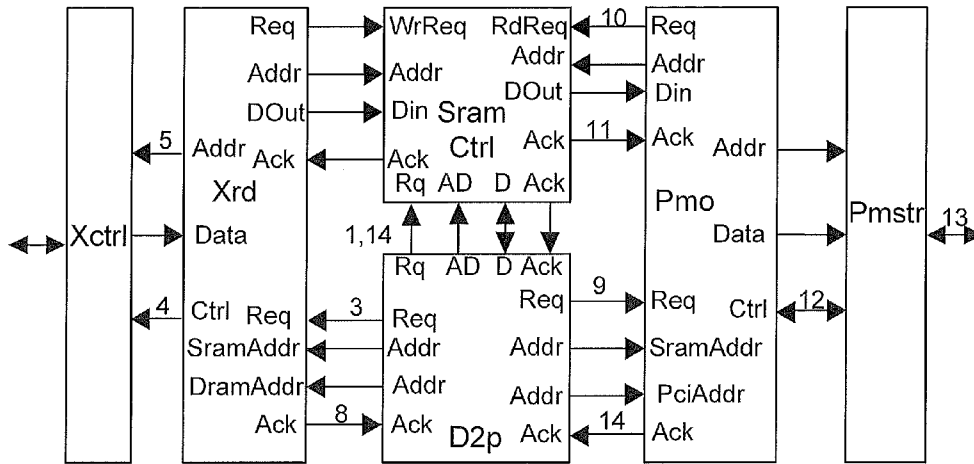 Req WrReq RdReq 10 Req
Addr Addr Addr Addr
DOut Din DOut Din
Sram
Ctrl
5 Addr Ack Ack Ack 11 Ack Addr
Xrd Rq AD D Ack Pmo
Xctrl Data Data Pmstr 13
1,14
Rq AD D Ack
4 Ctrl Req 3 Req Req 9 Req Ctrl 12
SramAddr Addr Addr SramAddr
DramAddr Addr Addr PciAddr
Ack 8 Ack D2p Ack 14 Ack